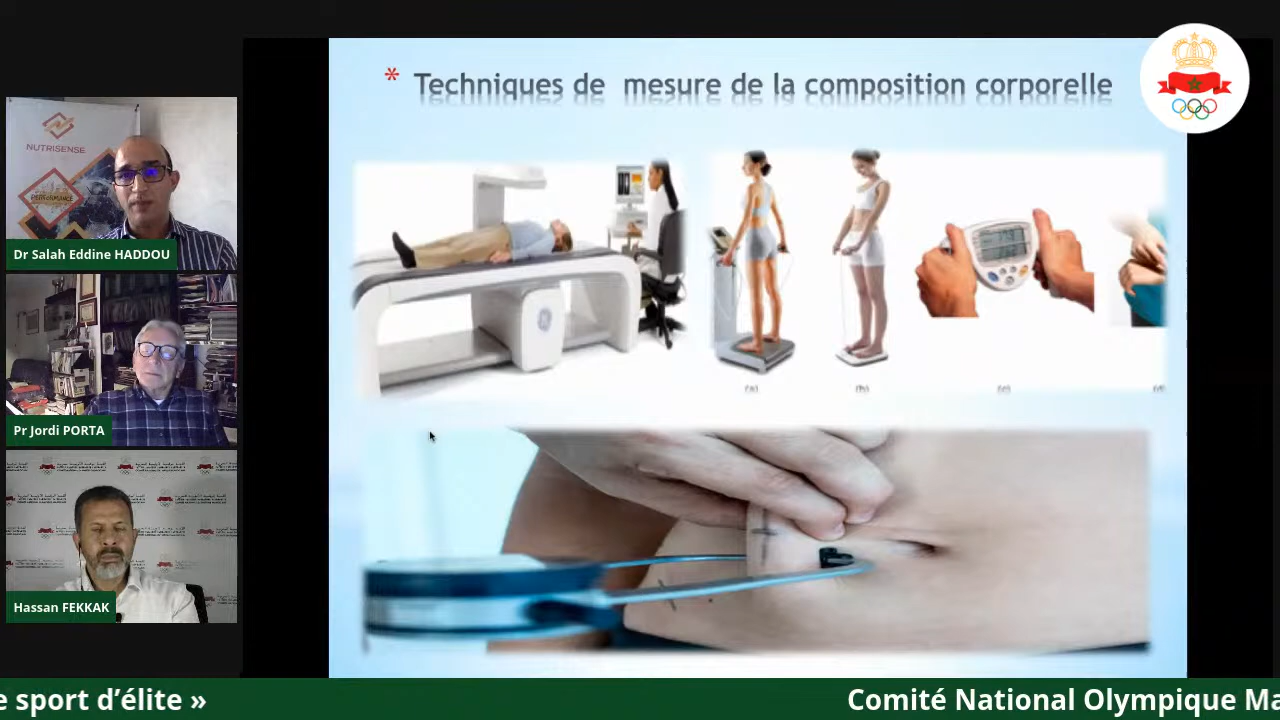 * Techniques de mesure de la composition corporelle
(a)
(b)
(c)
(d)
NUTRISENSE
PERFORMANCE
Dr Salah Eddine HADDOU
Pr Jordi PORTA
Hassan FEKKAK
e sport d’élite »
Comité National Olympique Ma